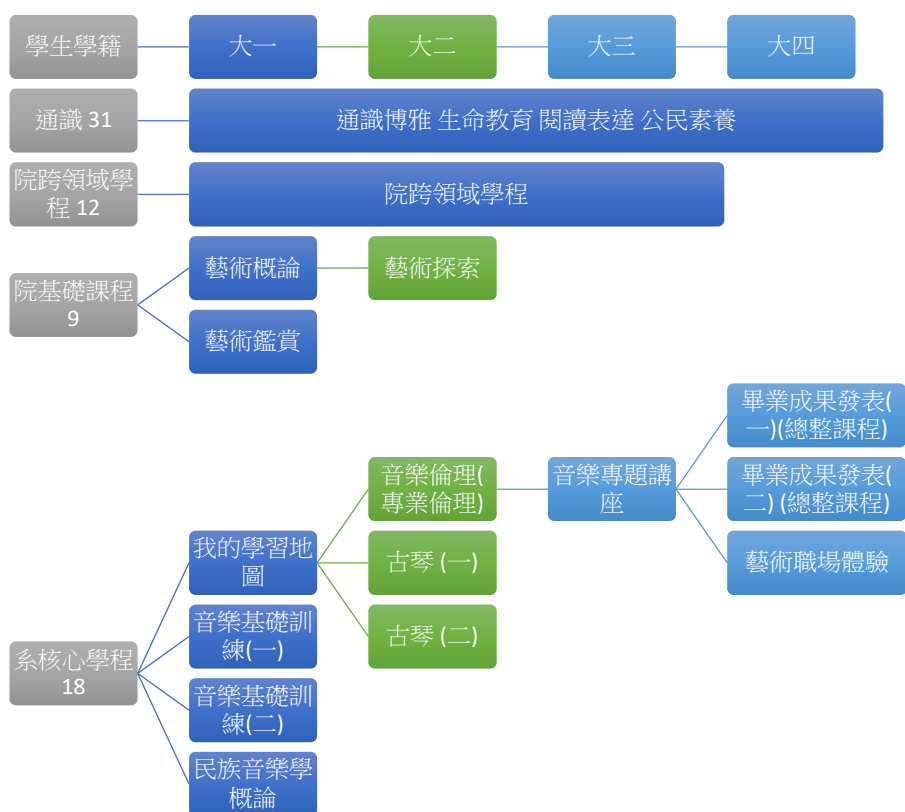 學生學籍
大一
大二
大三
大四
通識 31
通識博雅 生命教育 閱讀表達 公民素養
院跨領域學
程 12
院跨領域學程
院基礎課程
9
藝術概論
藝術探索
藝術鑑賞
系核心學程
18
我的學習地
圖
音樂倫理(
專業倫理)
音樂專題講
座
畢業成果發表(
一)(總整課程)
畢業成果發表(
二) (總整課程)
藝術職場體驗
古琴 (一)
古琴 (二)
音樂基礎訓
練(一)
音樂基礎訓
練(二)
民族音樂學
概論